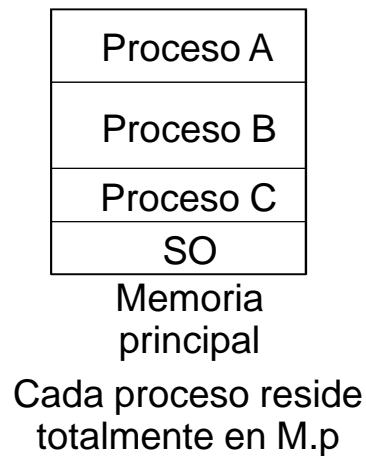 Proceso A
Proceso B
Proceso C
SO
Memoria
principal
Cada proceso reside
totalmente en M.p